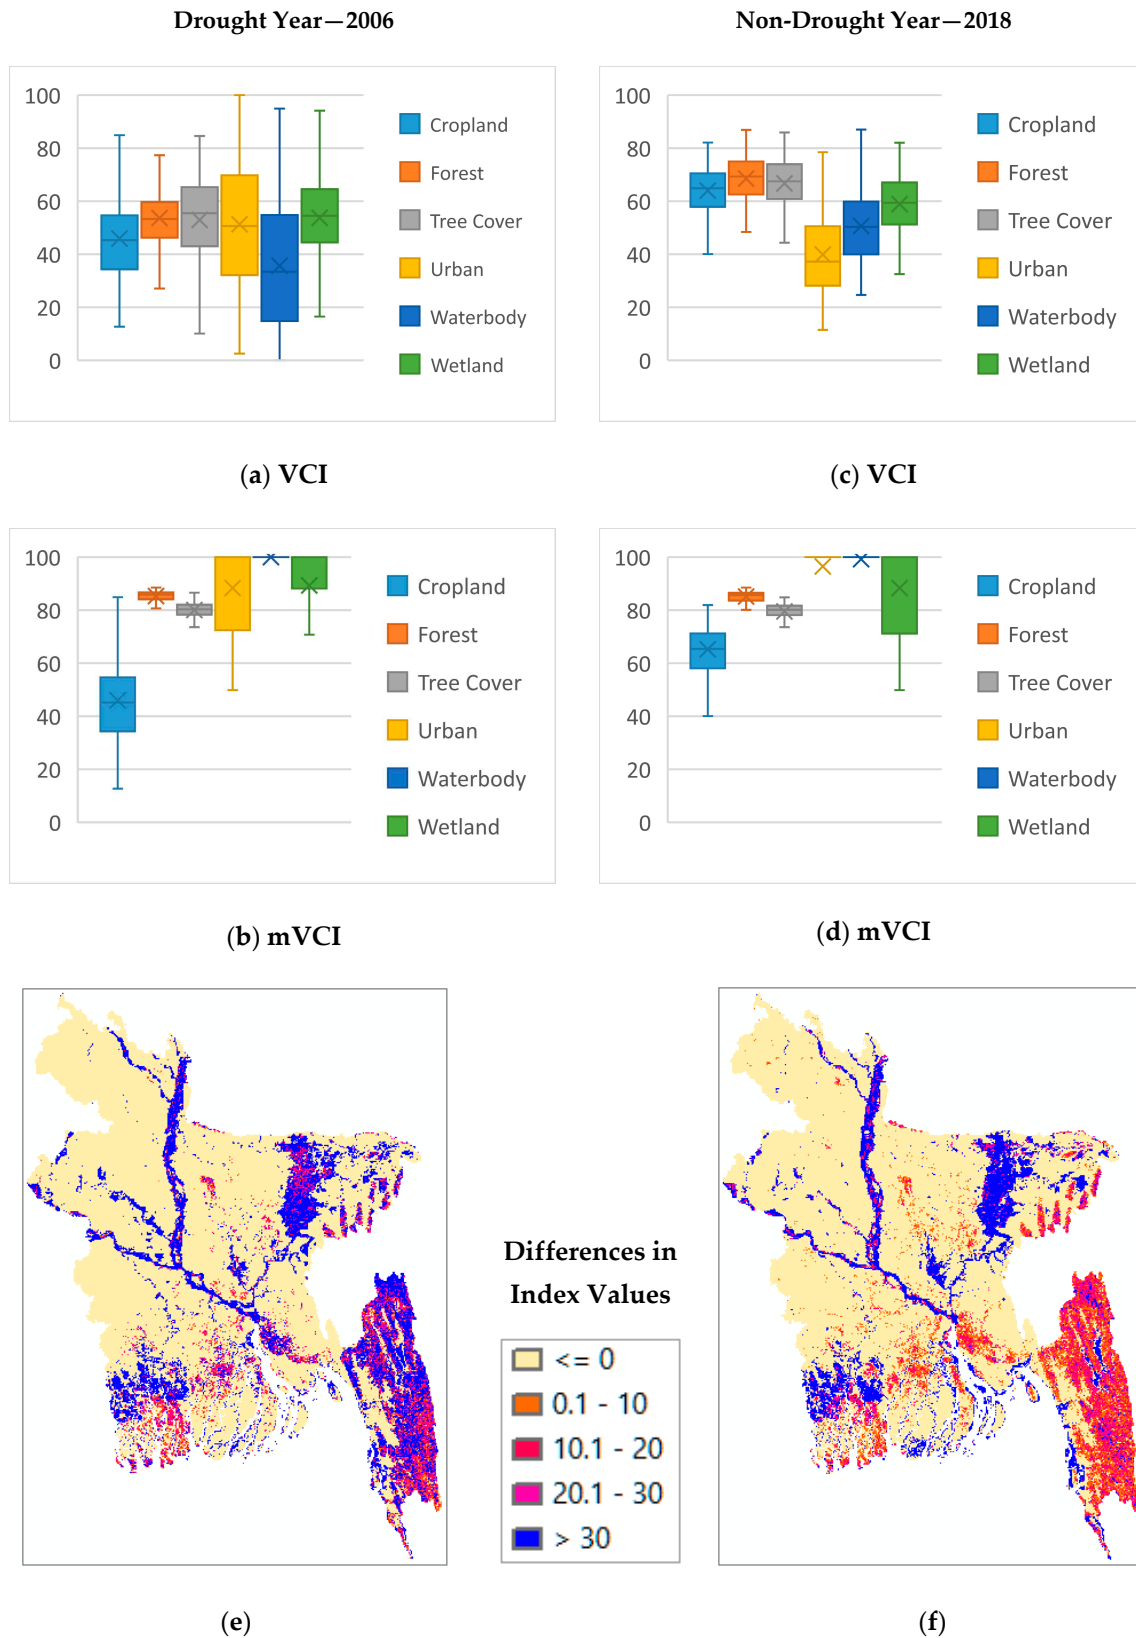 Drought Year—2006
Non-Drought Year—2018
100
80
60
40
20
0
Cropland
Forest
Tree Cover
Urban
Waterbody
Wetland
(a) VCI
100
80
60
40
20
0
Cropland
Forest
Tree Cover
Urban
Waterbody
Wetland
(c) VCI
100
80
60
40
20
0
Cropland
Forest
Tree Cover
Urban
Waterbody
Wetland
(b) mVCI
100
80
60
40
20
0
Cropland
Forest
Tree Cover
Urban
Waterbody
Wetland
(d) mVCI
Differences in
Index Values
<= 0
0.1 - 10
10.1 - 20
20.1 - 30
> 30
(e)
(f)